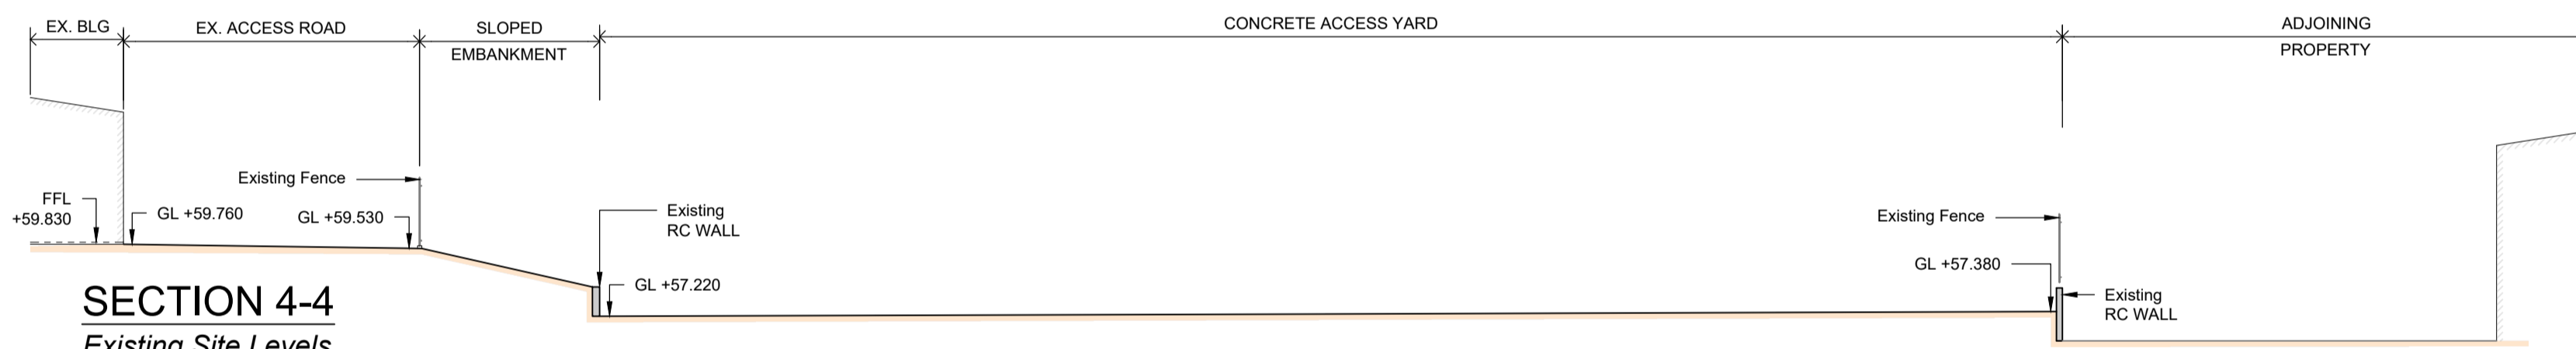 EX. BLG
EX. ACCESS ROAD
SLOPED
EMBANKMENT
CONCRETE ACCESS YARD
ADJOINING
PROPERTY
Existing Fence
FFL
+59.830
GL +59.760
GL +59.530
Existing
RC WALL
GL +57.220
Existing Fence
GL +57.380
Existing
RC WALL
SECTION 4-4
Existing Site Levels